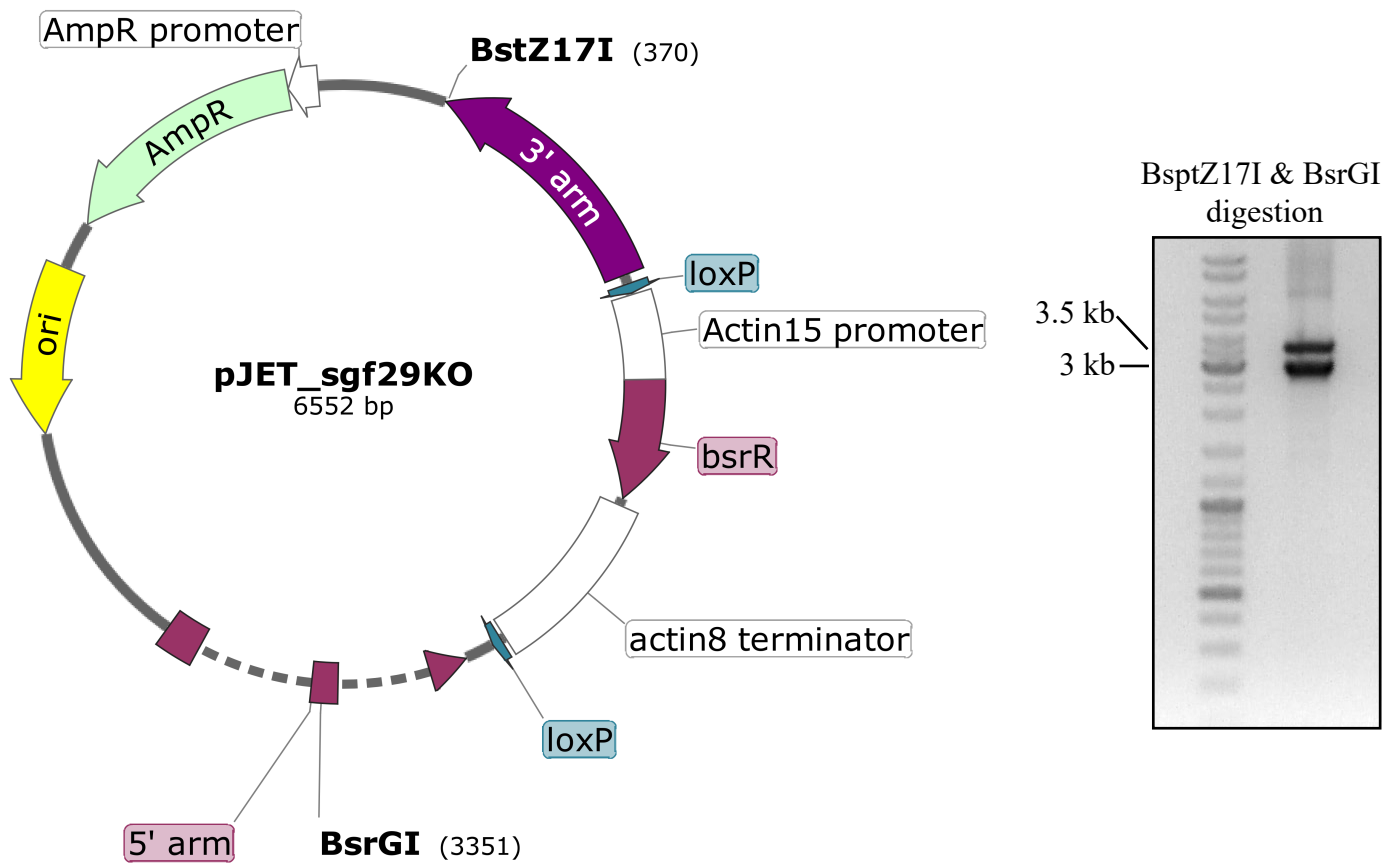 AmpR promoter
BstZ17I (370)
AmpR
3' arm
loxP
ori
Actin15 promoter
pJET_sgf29KO
6552 bp
bsrR
actin8 terminator
loxP
5' arm
BsrGI (3351)
BsptZ17I & BsrGI
digestion
3.5 kb
3 kb